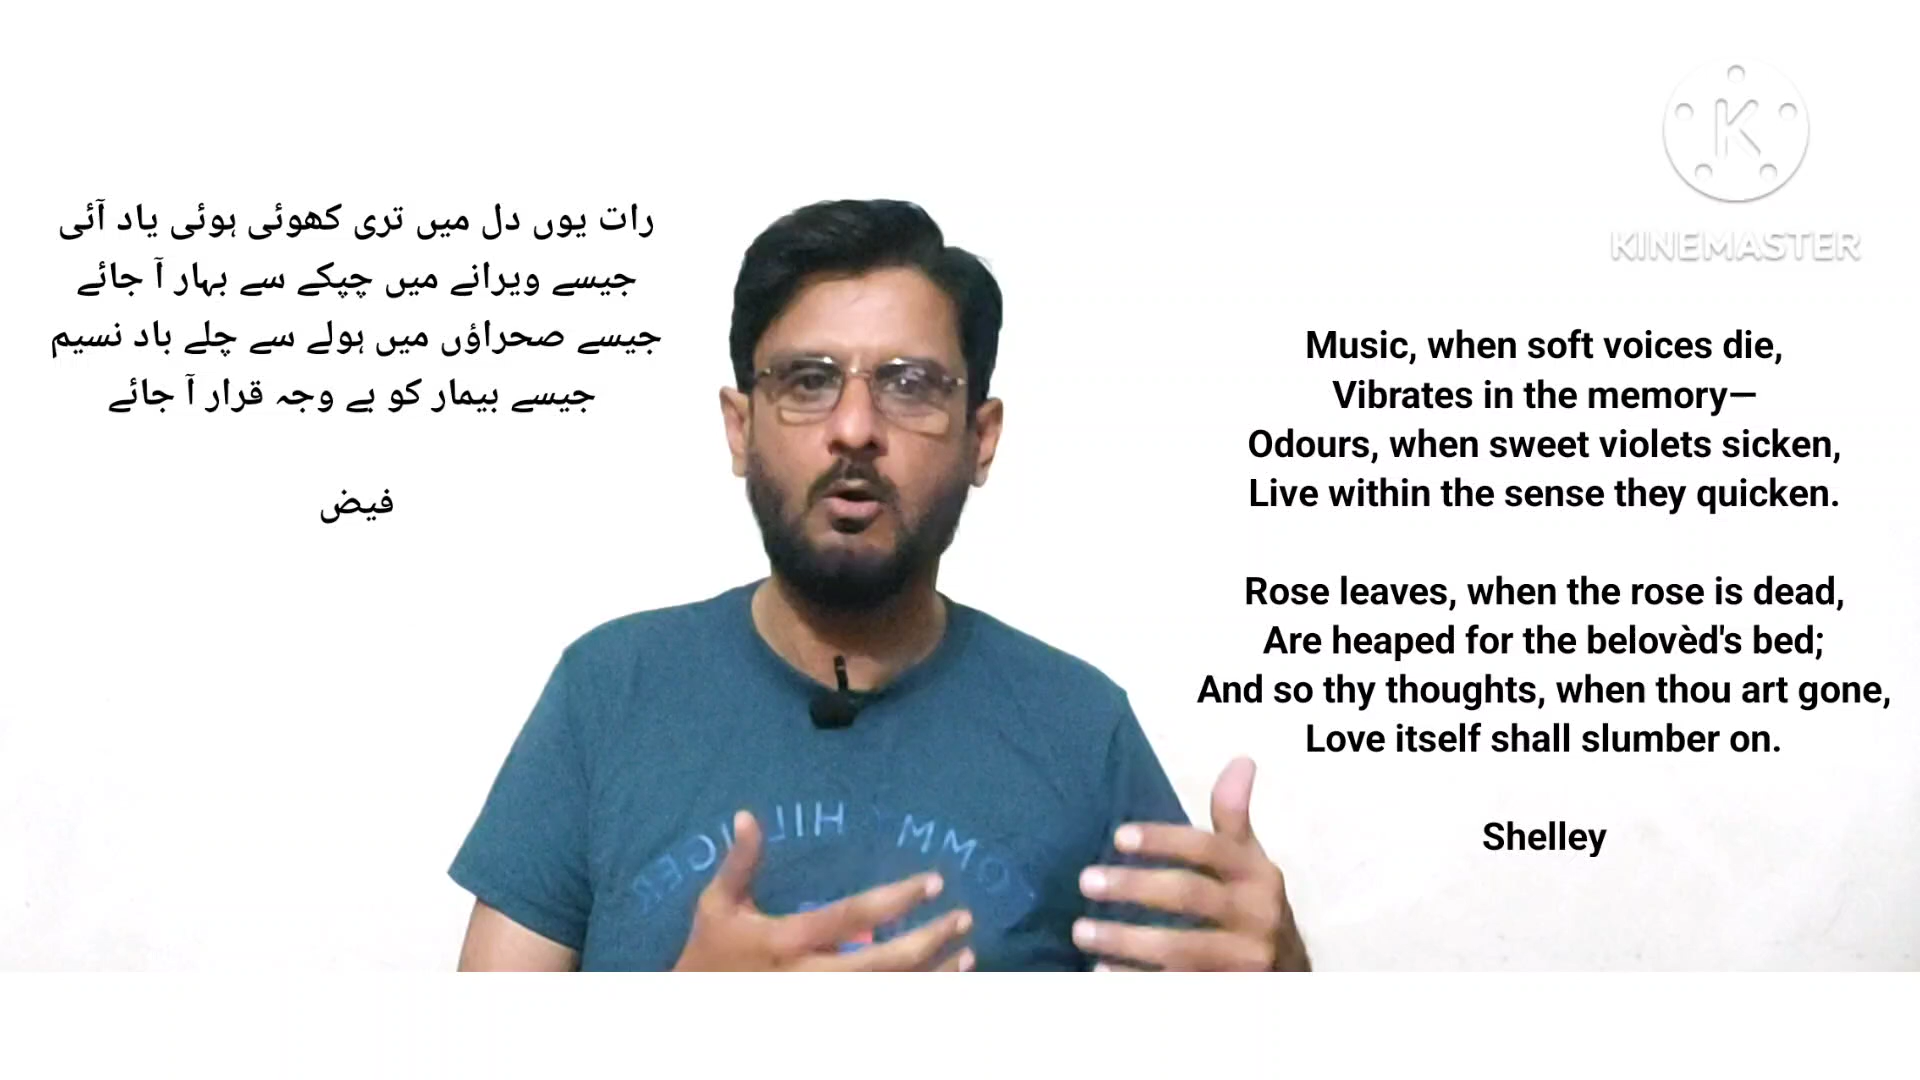 رات یوں دل میں تری کھوئی ہوئی یاد آئی
جیسے ویرانے میں چپکے سے بہار آ جائے
جیسے صحراؤں میں ہولے سے چلے باد نسیم
جیسے بیمار کو بے وجہ قرار آ جائے
فیض
K
KINEMASTER
Music, when soft voices die,
Vibrates in the memory—
Odours, when sweet violets sicken,
Live within the sense they quicken.
Rose leaves, when the rose is dead,
Are heaped for the belovèd's bed;
And so thy thoughts, when thou art gone,
Love itself shall slumber on.
Shelley